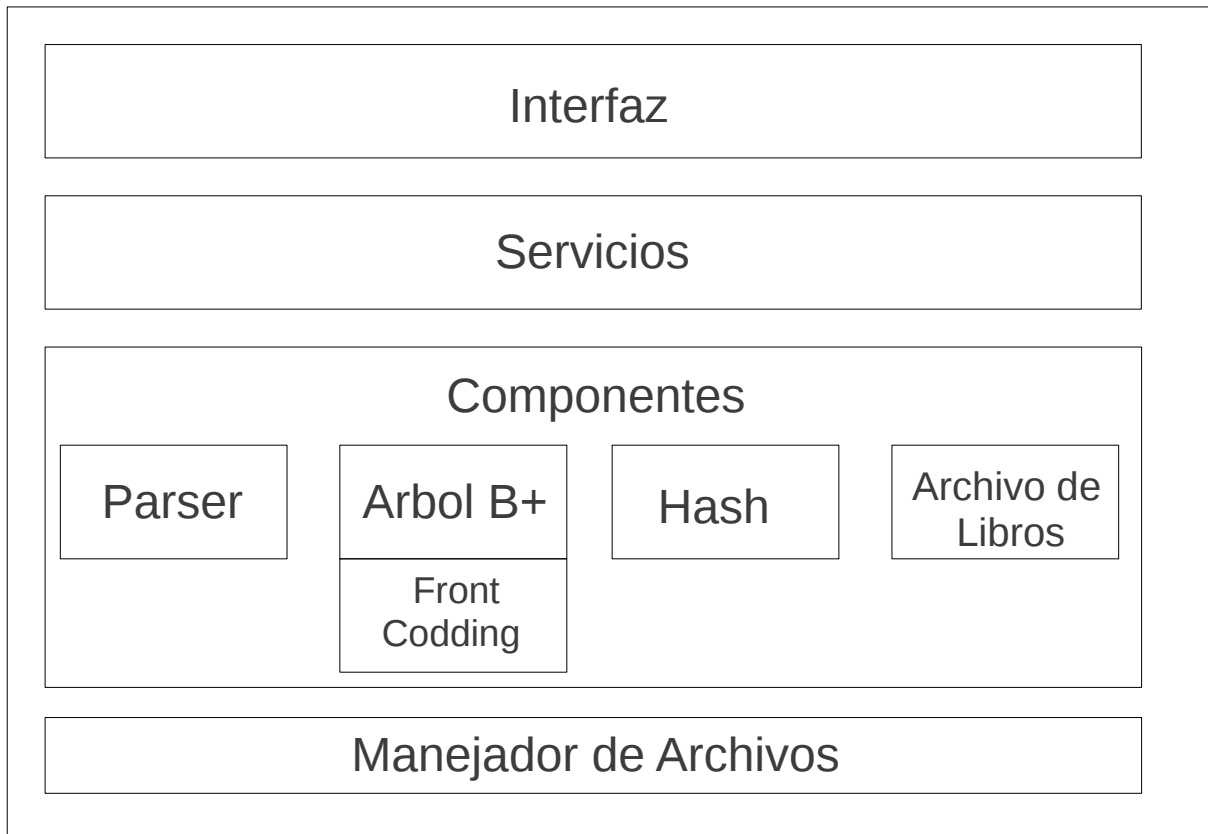 Interfaz
Servicios
Componentes
Parser
Arbol B+
Hash
Archivo de
Libros
Front
Codding
Manejador de Archivos